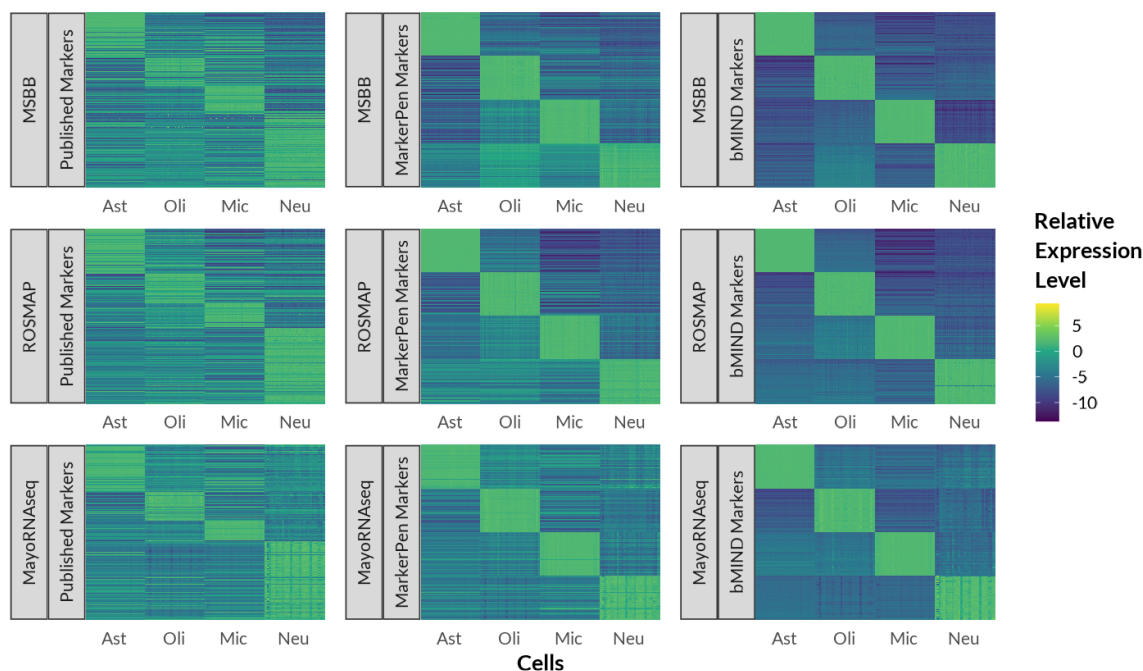 MSBB
Published Markers
Ast Oli Mic Neu
MSBB
MarkerPen Markers
Ast Oli Mic Neu
MSBB
bMIND Markers
Ast Oli Mic Neu
ROSMAP
Published Markers
Ast Oli Mic Neu
ROSMAP
MarkerPen Markers
Ast Oli Mic Neu
ROSMAP
bMIND Markers
Ast Oli Mic Neu
MayoRNAseq
Published Markers
Ast Oli Mic Neu
MayoRNAseq
MarkerPen Markers
Ast Oli Mic Neu
MayoRNAseq
bMIND Markers
Ast Oli Mic Neu
Cells
Relative
Expression
Level
5
0
-5
-10